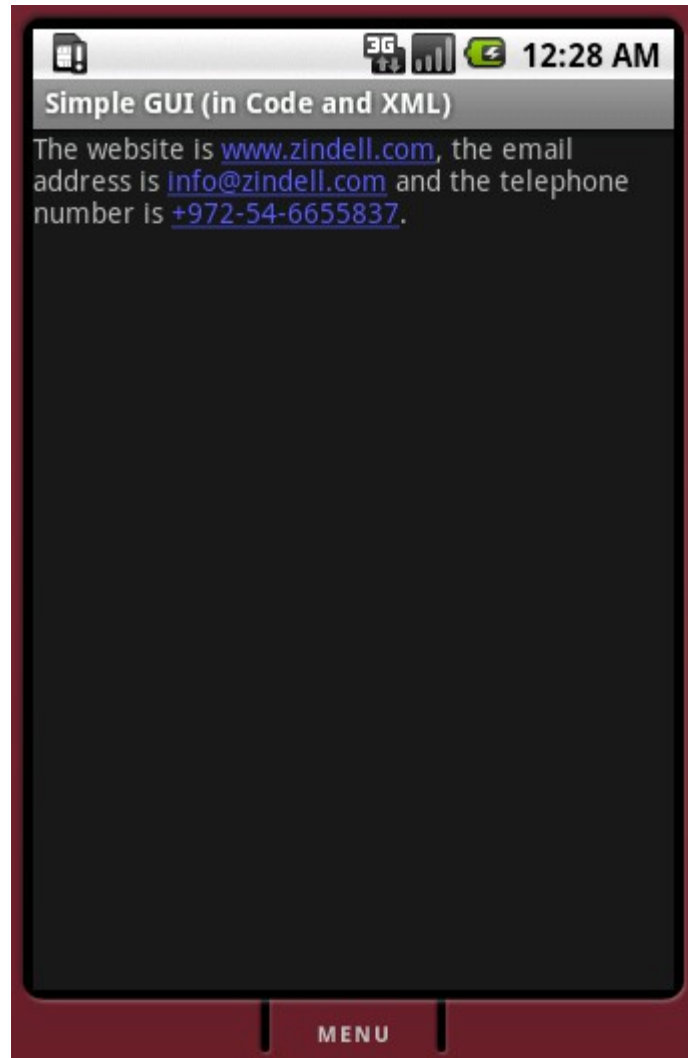 3G 12:28 AM
Simple GUI (in Code and XML)
The website is www.zindell.com, the email
address is info@zindell.com and the telephone
number is +972-54-6655837.
MENU